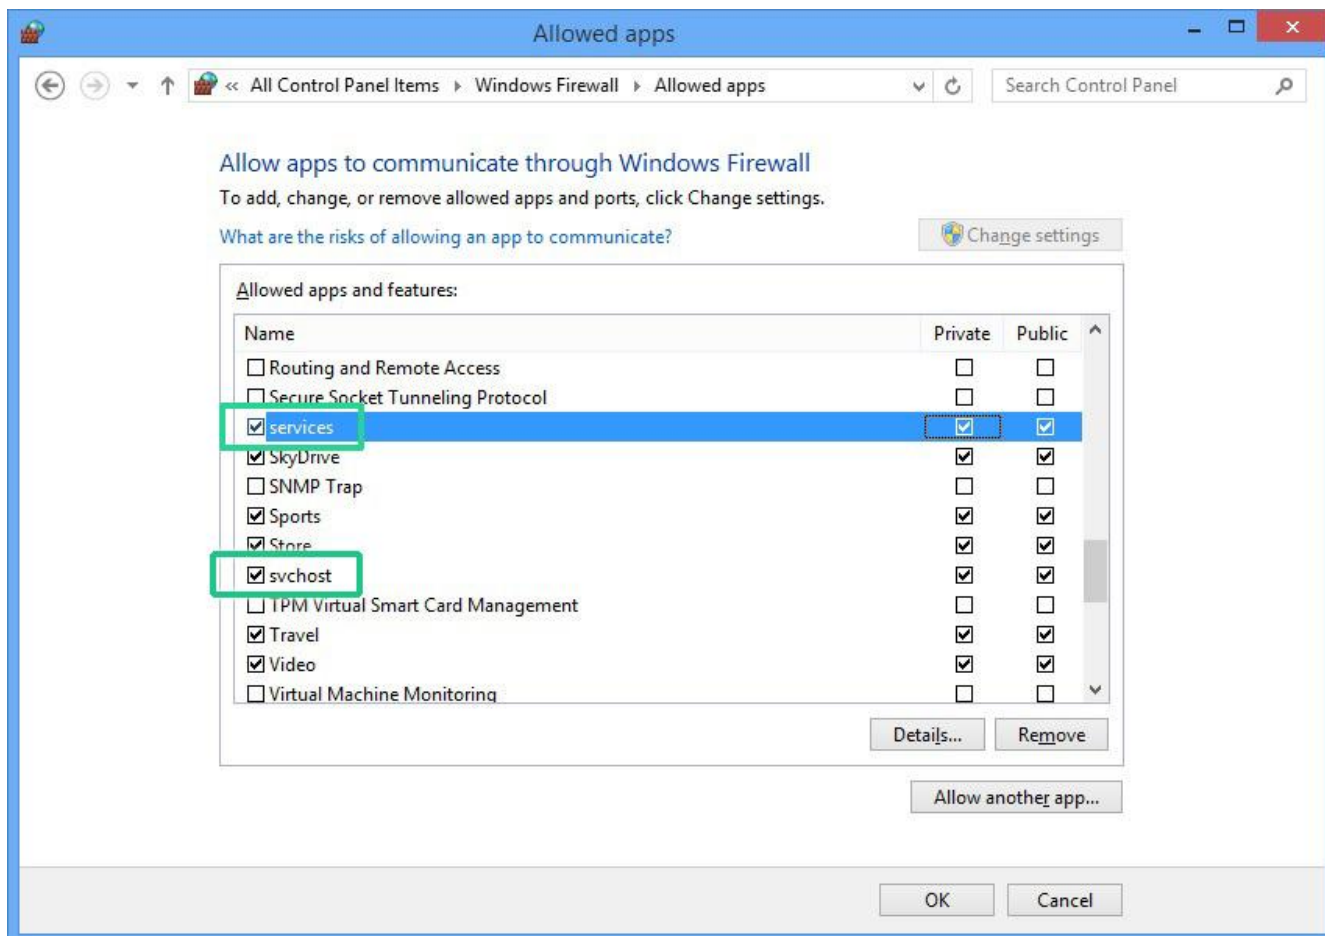 Allowed apps
« All Control Panel Items Windows Firewall Allowed apps
Search Control Panel
Allow apps to communicate through Windows Firewall
To add, change, or remove allowed apps and ports, click Change settings.
What are the risks of allowing an app to communicate?
Change settings
Allowed apps and features:
Name Private Public
Routing and Remote Access
Secure Socket Tunneling Protocol
services
SkyDrive
SNMP Trap
Sports
Store
svchost
TPM Virtual Smart Card Management
Travel
Video
Virtual Machine Monitoring
Details... Remove
Allow another app...
OK Cancel